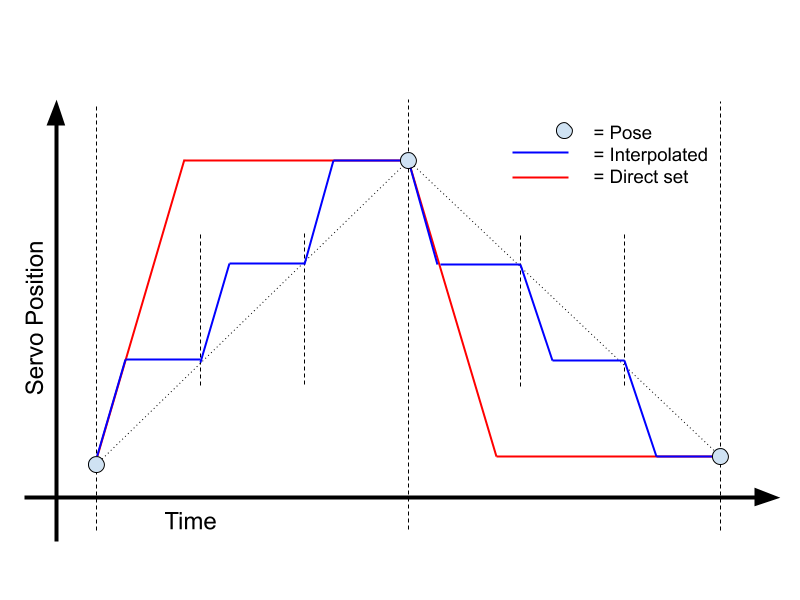 = Pose
= Interpolated
= Direct set
Servo Position
Time